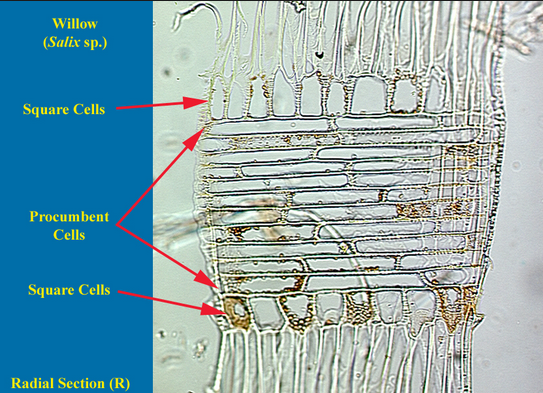 Willow
(Salix sp.)
Square Cells
Procumbent
Cells
Square Cells
Radial Section (R)